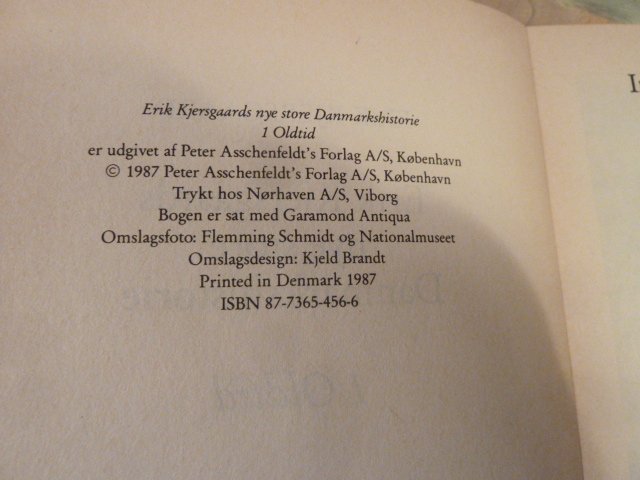 Erik Kjersgaards nye store Danmarkshistorie
1 Oldtid
er udgivet af Peter Asschenfeldt's Forlag A/S, København
© 1987 Peter Asschenfeldt's Forlag A/S, København
Trykt hos Nørhaven A/S, Viborg
Bogen er sat med Garamond Antiqua
Omslagsfoto: Flemming Schmidt og Nationalmuseet
Omslagsdesign: Kjeld Brandt
Printed in Denmark 1987
ISBN 87-7365-456-6